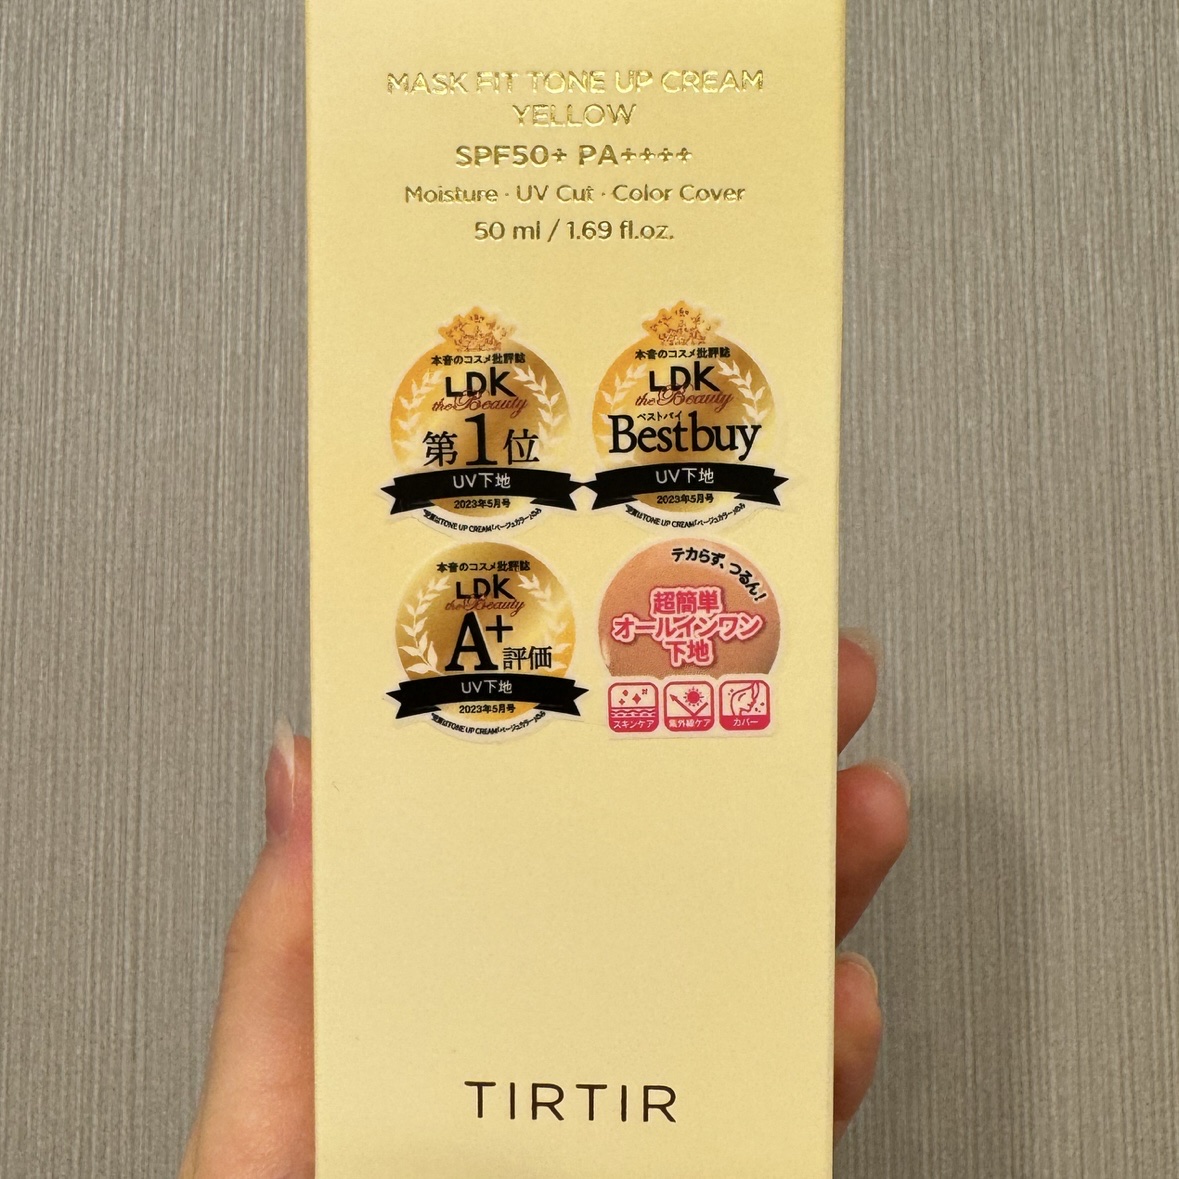 MASK FIT TONE UP CREAM
YELLOW
SPF50+ PA++++
Moisture · UV Cut · Color Cover
50 ml / 1.69 fl.oz.
本音のコスメ批評誌
LDK
the Beauty
第1位
UV下地
2023年5月号
本音のコスメ批評誌
LDK
the Beauty
ベストバイ
Bestbuy
UV下地
2023年5月号
本音のコスメ批評誌
LDK
the Beauty
A+評価
UV下地
2023年5月号
テカらず、つるん!
超簡単
オールインワン
下地
スキンケア
紫外線ケア
カバー
TIRTIR